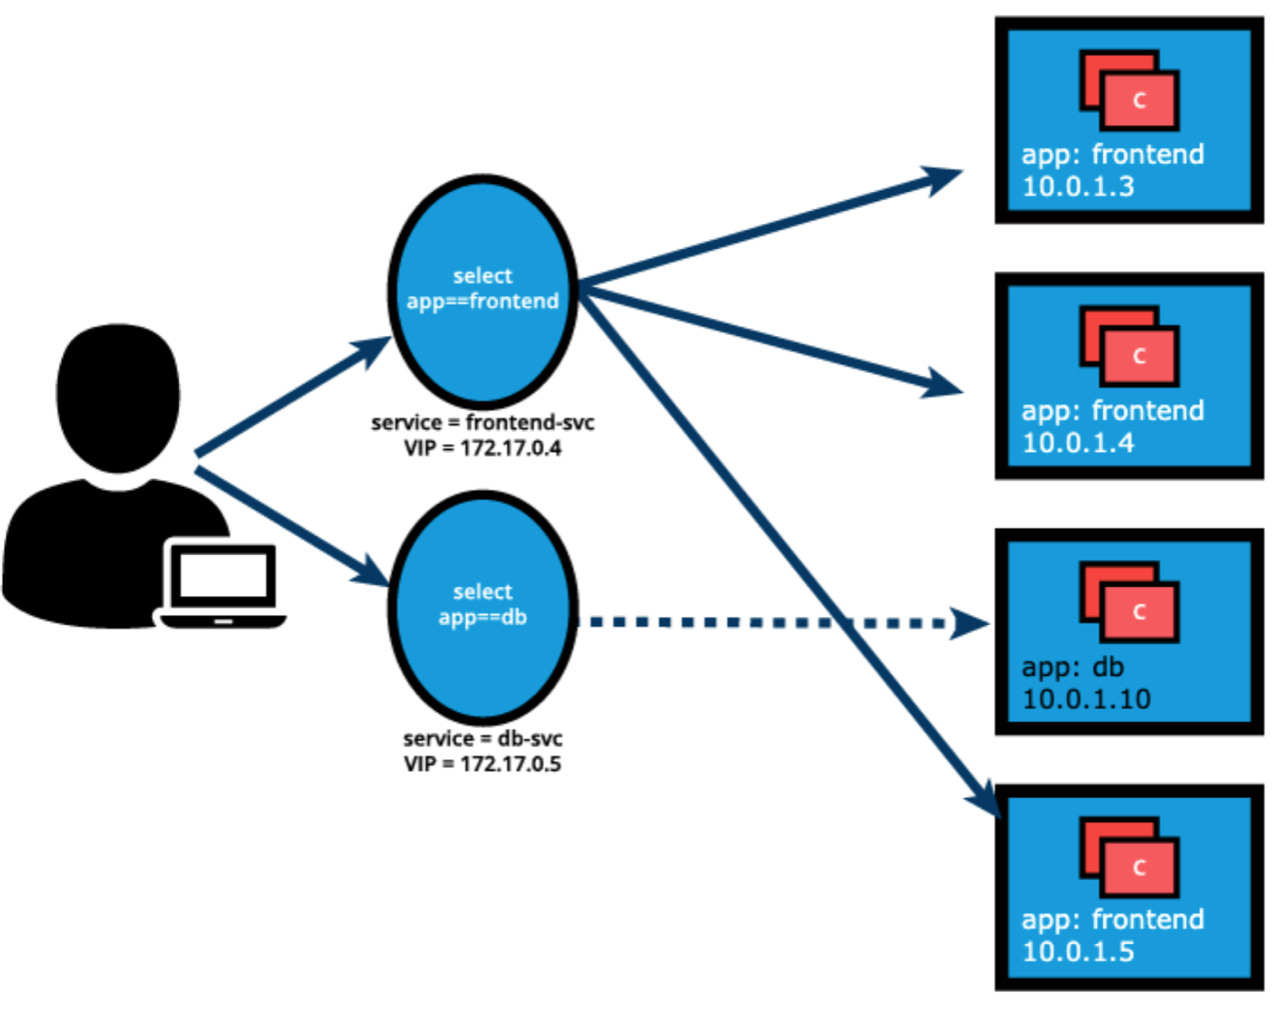 c
app: frontend
10.0.1.3
select
app==frontend
service = frontend-svc
VIP = 172.17.0.4
c
app: frontend
10.0.1.4
select
app==db
service = db-svc
VIP = 172.17.0.5
c
app: db
10.0.1.10
c
app: frontend
10.0.1.5